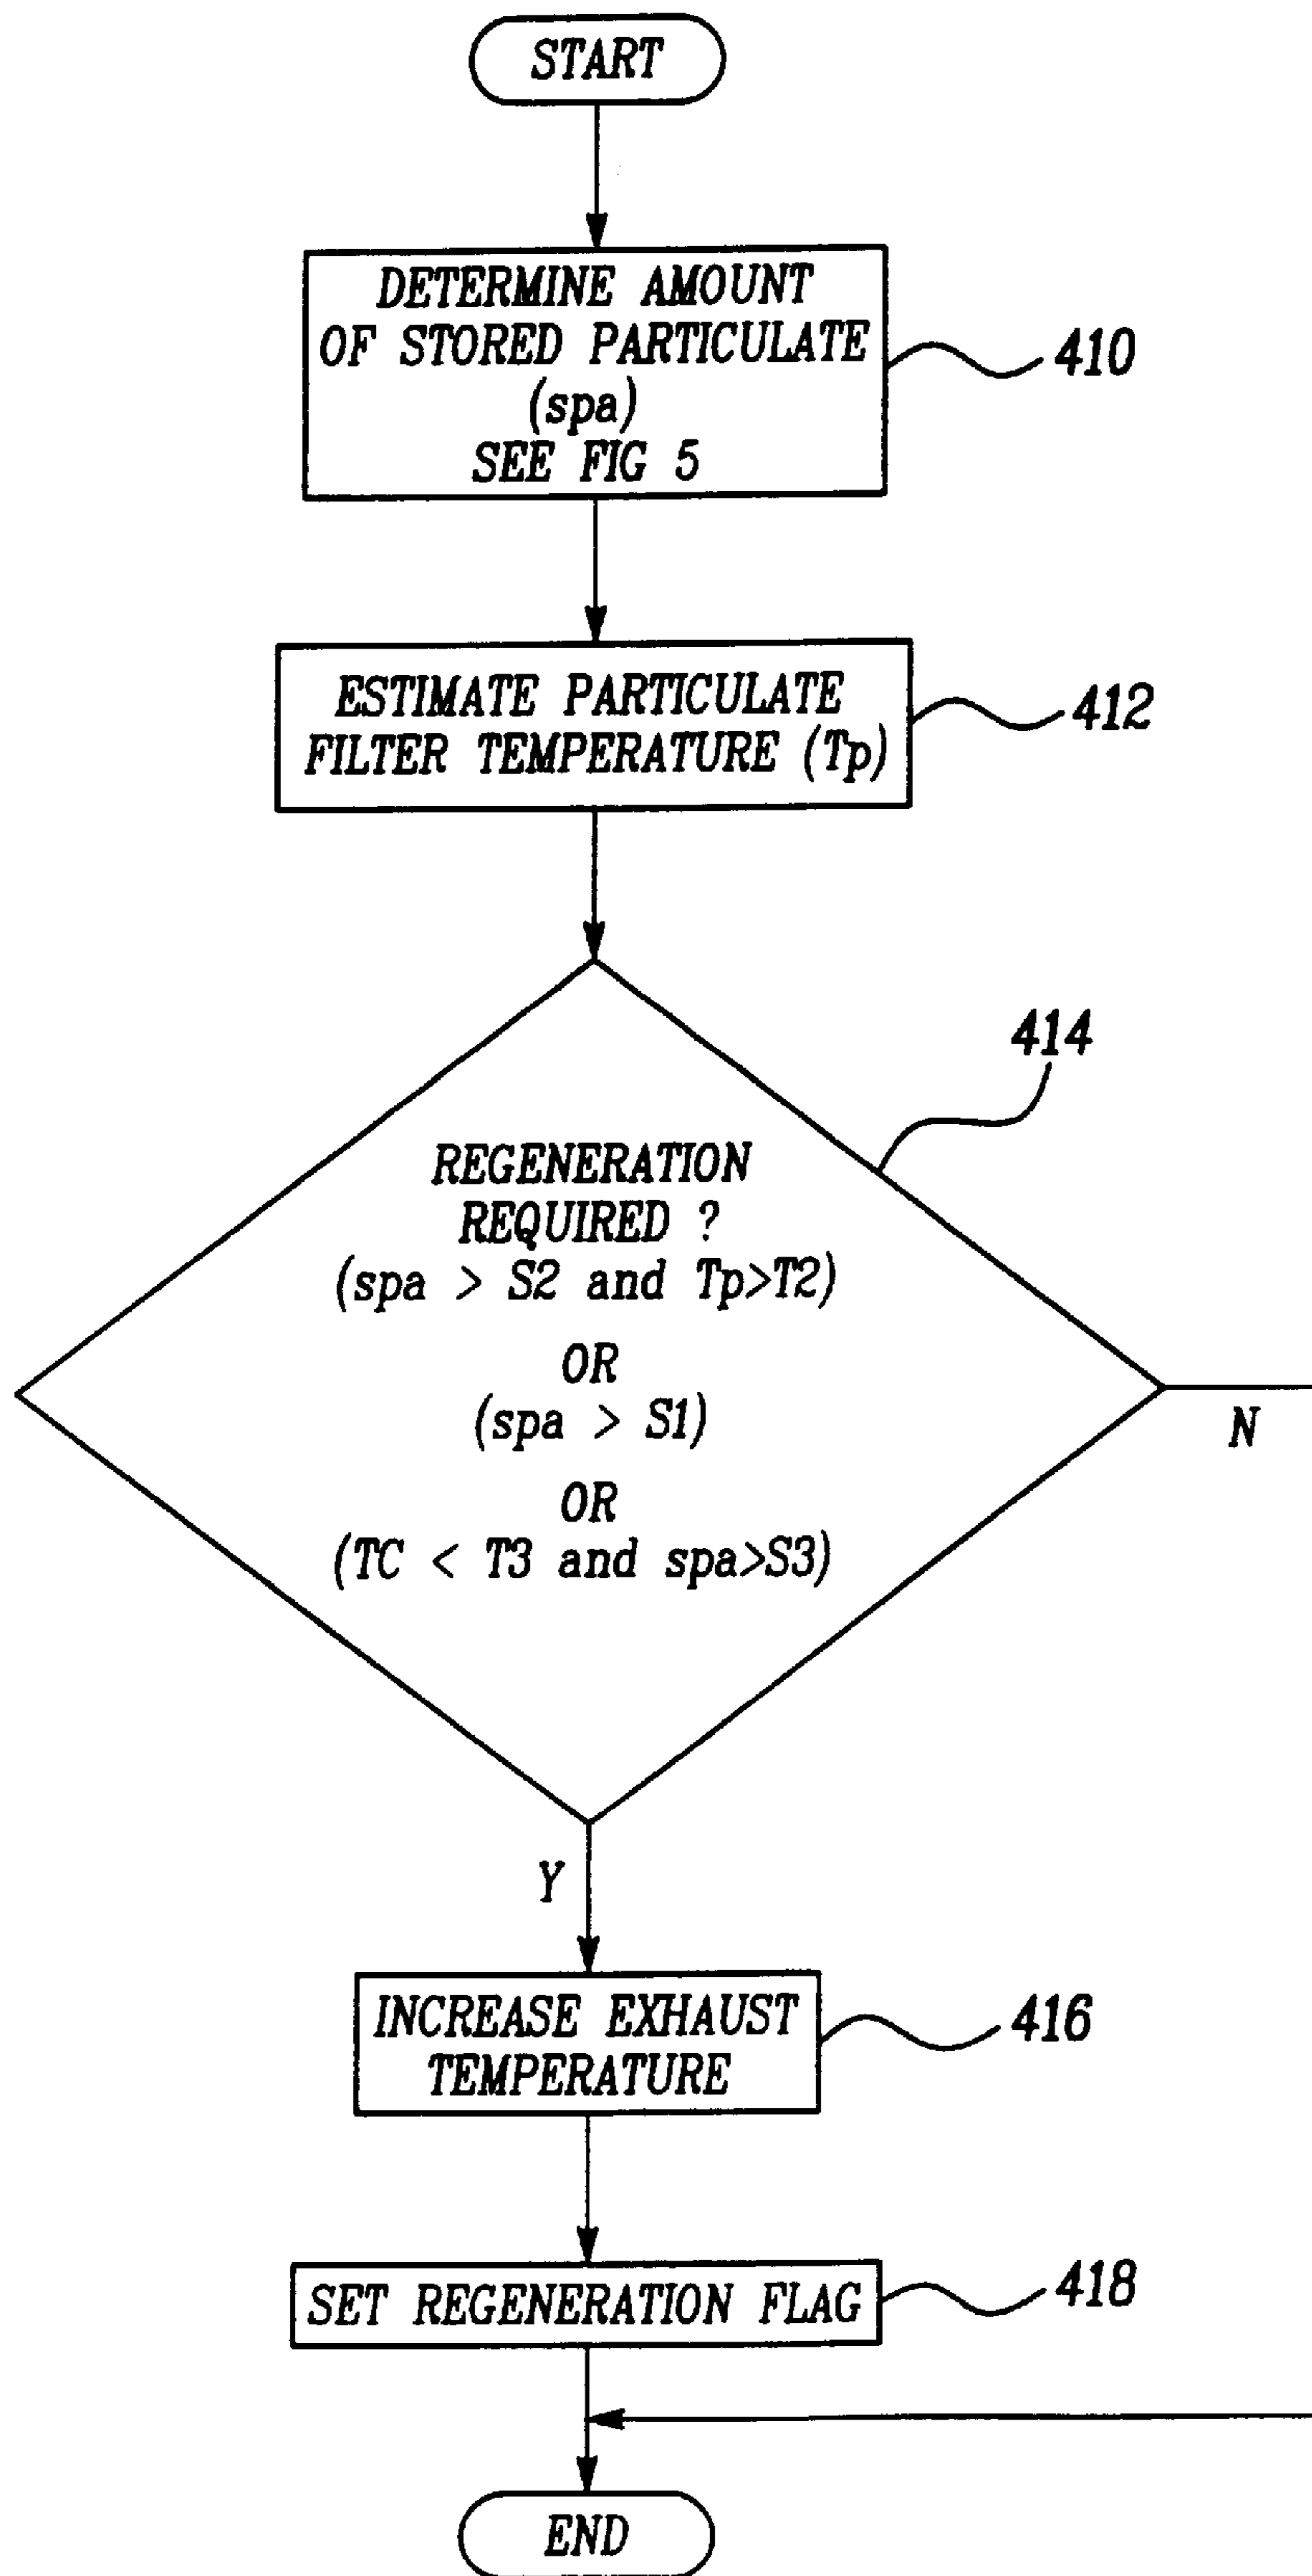 START
DETERMINE AMOUNT
OF STORED PARTICULATE
(spa)
SEE FIG 5
410
ESTIMATE PARTICULATE
FILTER TEMPERATURE (Tp)
412
414
REGENERATION
REQUIRED ?
(spa > S2 and Tp>T2)
OR
(spa > S1)
OR
(TC < T3 and spa>S3)
N
Y
INCREASE EXHAUST
TEMPERATURE
416
SET REGENERATION FLAG
418
END